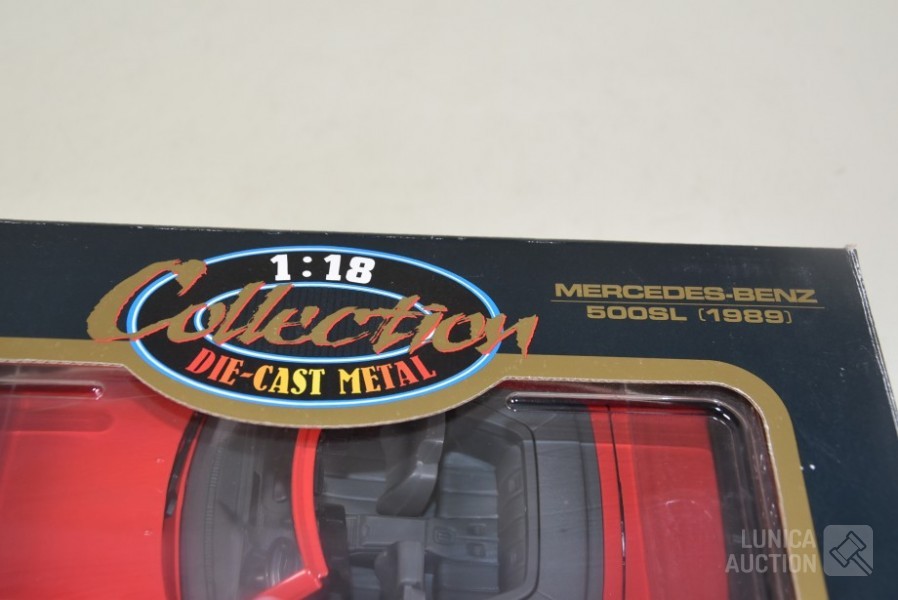 1:18
Collection
DIE-CAST METAL
MERCEDES-BENZ
500SL (1989)
LUNICA
AUCTION